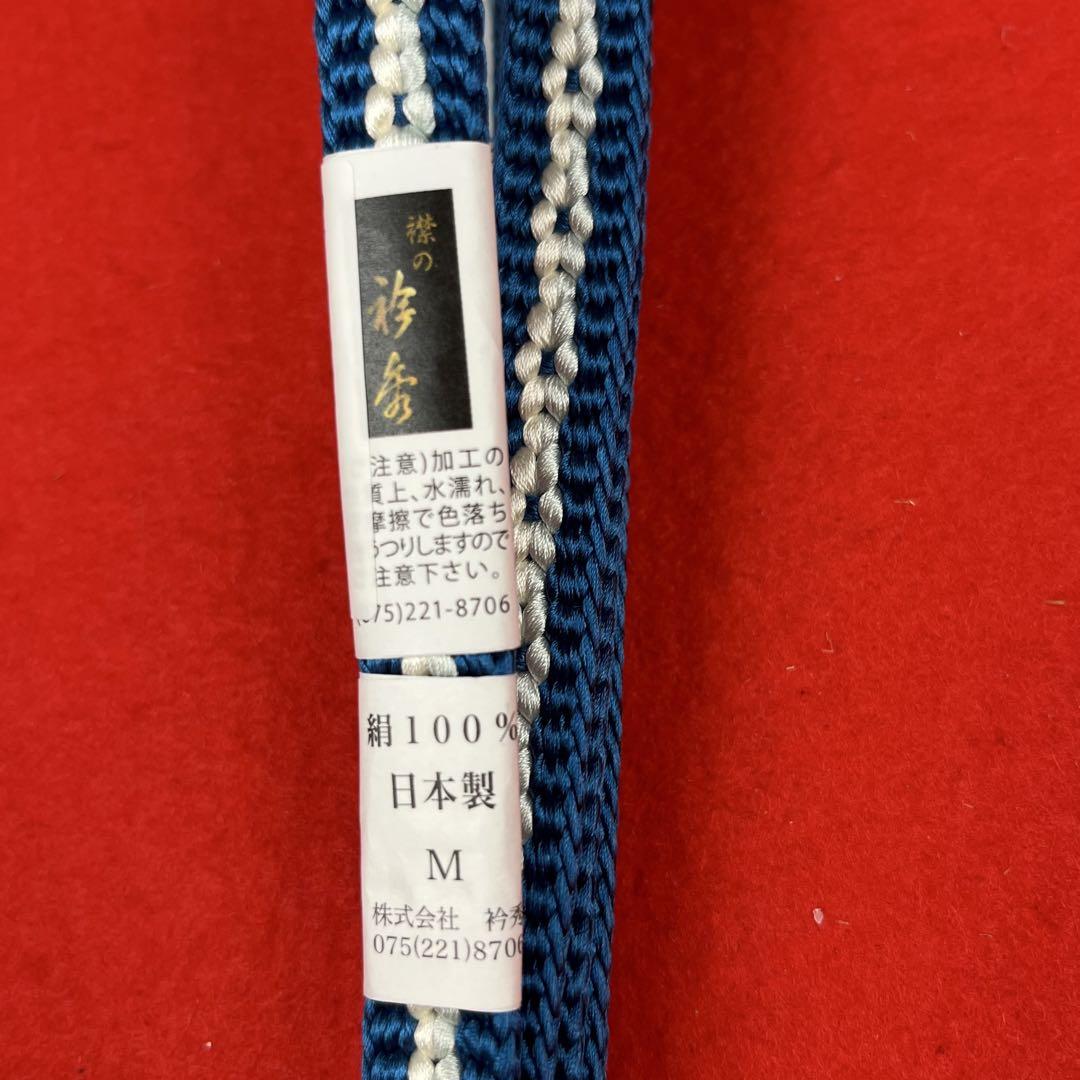 襟の
衿秀
注意)加工の
質上、水濡れ、
摩擦で色落ち
つりしますので
注意下さい。
075)221-8706
絹100%
日本製
M
株式会社 衿秀
075(221)8706